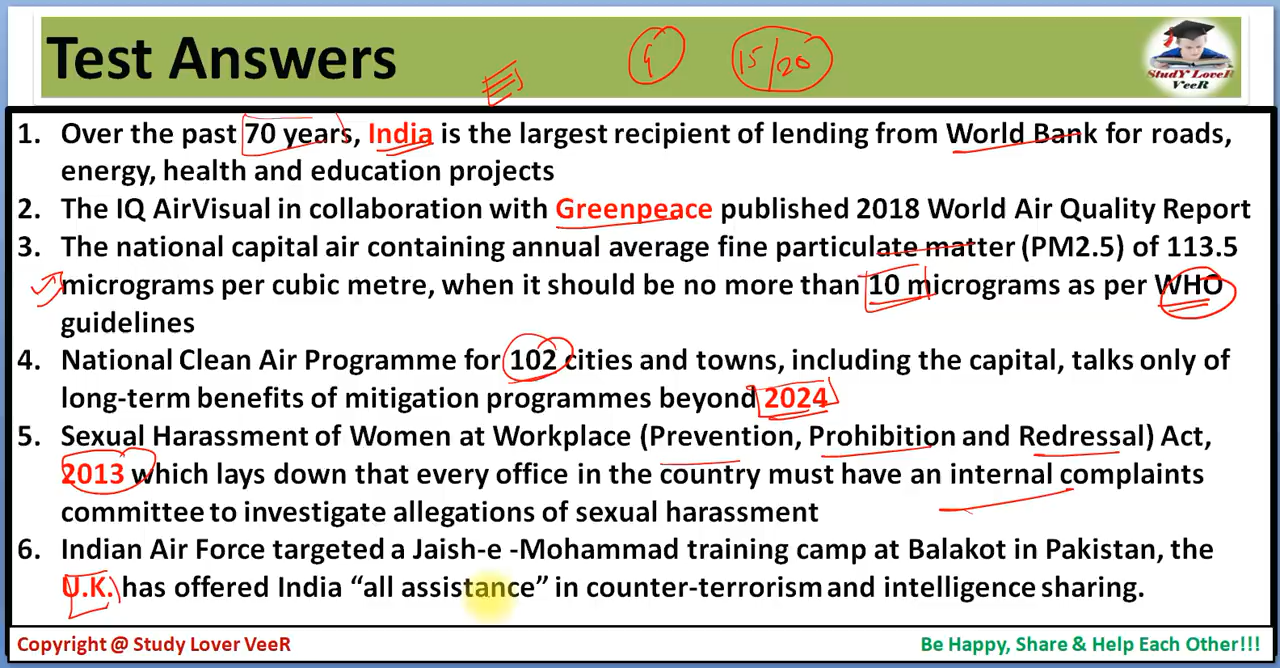 Test Answers
9
15/20
StudY LoveR
VeeR
1. Over the past 70 years, India is the largest recipient of lending from World Bank for roads,
energy, health and education projects
2. The IQ AirVisual in collaboration with Greenpeace published 2018 World Air Quality Report
3. The national capital air containing annual average fine particulate matter (PM2.5) of 113.5
micrograms per cubic metre, when it should be no more than 10 micrograms as per WHO
guidelines
4. National Clean Air Programme for 102 cities and towns, including the capital, talks only of
long-term benefits of mitigation programmes beyond 2024
5. Sexual Harassment of Women at Workplace (Prevention, Prohibition and Redressal) Act,
2013 which lays down that every office in the country must have an internal complaints
committee to investigate allegations of sexual harassment
6. Indian Air Force targeted a Jaish-e -Mohammad training camp at Balakot in Pakistan, the
U.K. has offered India “all assistance” in counter-terrorism and intelligence sharing.
Copyright @ Study Lover VeeR
Be Happy, Share & Help Each Other!!!